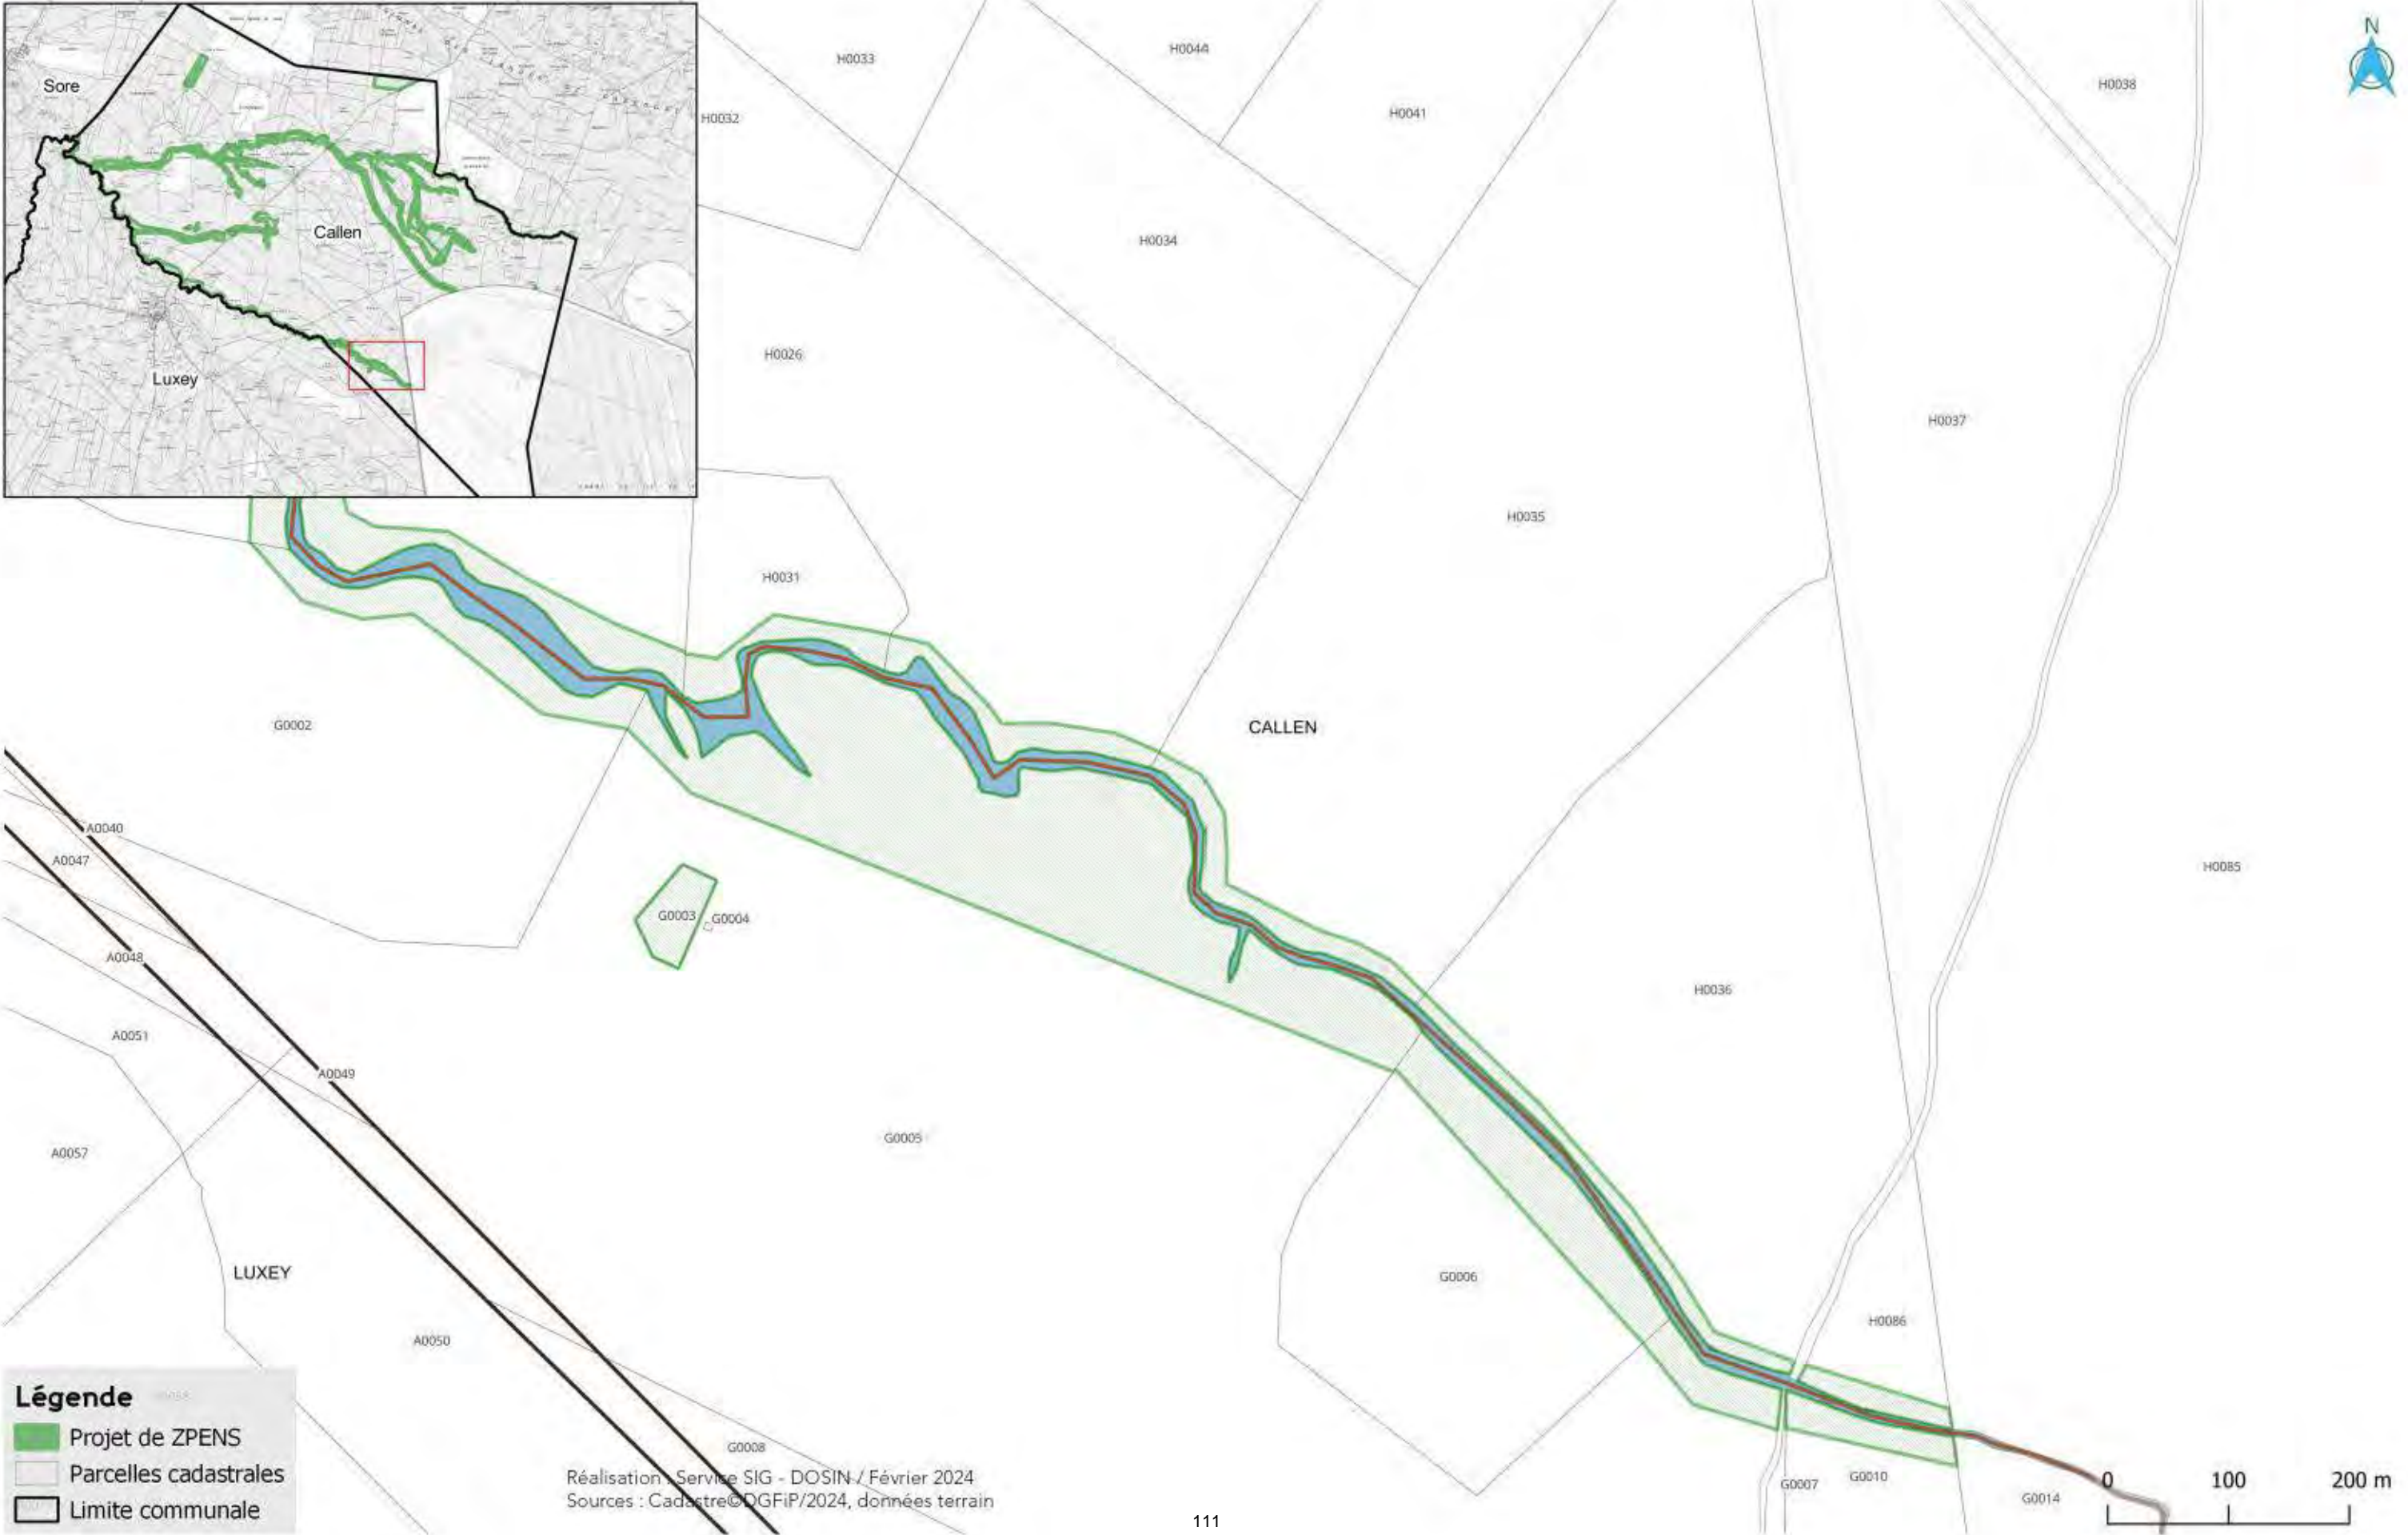 Sore
Callen
Luxey
N
H0033
H0044
H0038
H0032
H0041
H0034
H0026
H0037
H0035
H0031
G0002
CALLEN
A0040
A0047
H0085
G0003
G0004
A0048
H0036
A0051
A0049
G0005
A0057
LUXEY
G0006
H0086
A0050
Légende
Projet de ZPENS
Parcelles cadastrales
Limite communale
G0008
Réalisation : Service SIG - DOSIN / Février 2024
Sources : Cadastre©DGFiP/2024, données terrain
G0007
G0010
G0014
0 100 200 m
111